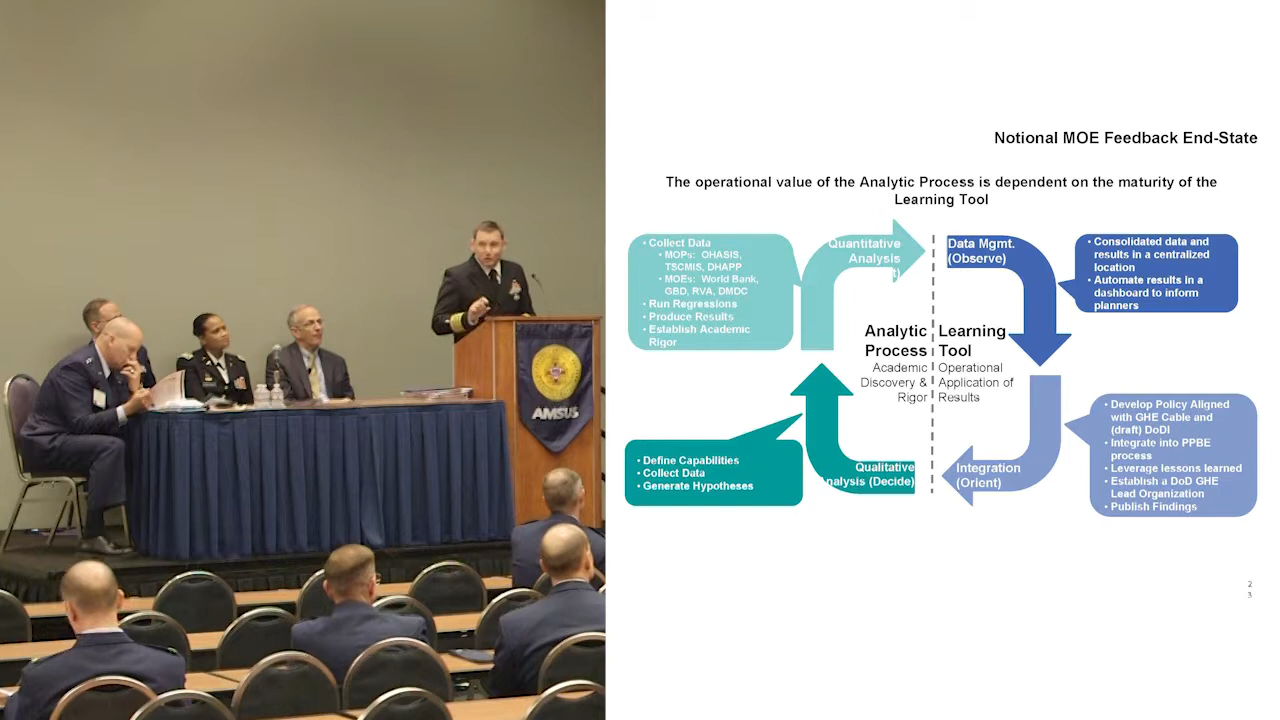 AMSUS
Notional MOE Feedback End-State
The operational value of the Analytic Process is dependent on the maturity of the
Learning Tool
• Collect Data
• MOPs: OHASIS,
TSCMIS, DHAPP
• MOEs: World Bank,
GBD, RVA, DMDC
• Run Regressions
• Produce Results
• Establish Academic
Rigor
Quantitative
Analysis
t)
Data Mgmt.
(Observe)
• Consolidated data and
results in a centralized
location
• Automate results in a
dashboard to inform
planners
Analytic
Process
Academic
Discovery &
Rigor
Learning
Tool
Operational
Application of
Results
• Define Capabilities
• Collect Data
• Generate Hypotheses
Qualitative
nalysis (Decide)
Integration
(Orient)
• Develop Policy Aligned
with GHE Cable and
(draft) DoDI
• Integrate into PPBE
process
• Leverage lessons learned
• Establish a DoD GHE
Lead Organization
• Publish Findings
2
3